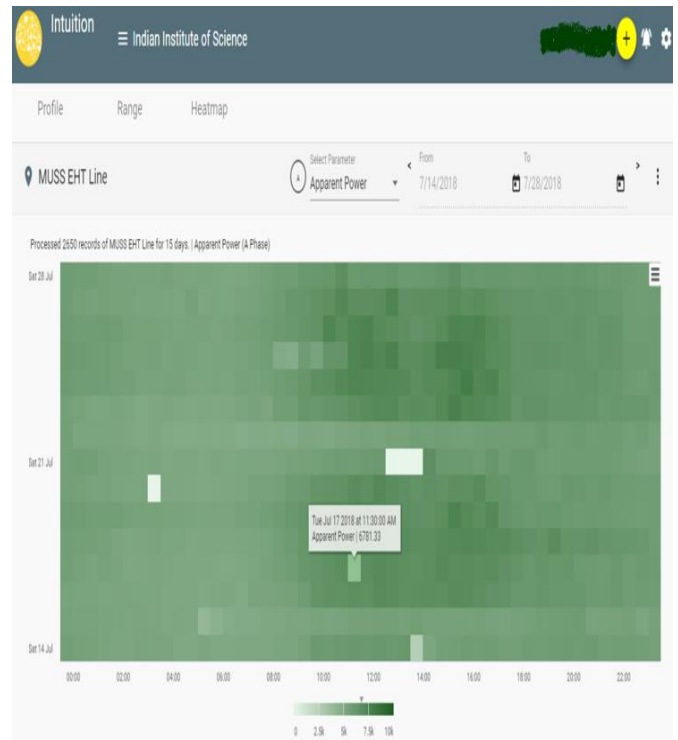 Intuition
☰ Indian Institute of Science
Profile Range Heatmap
MUSS EHT Line
A
Select Parameter
Apparent Power
From
7/14/2018
To
7/28/2018
Processed 2650 records of MUSS EHT Line for 15 days. | Apparent Power (A Phase)
Sat 28 Jul
Sat 21 Jul
Tue Jul 17 2018 at 11:30:00 AM
Apparent Power | 6781.33
Sat 14 Jul
00:00 02:00 04:00 06:00 08:00 10:00 12:00 14:00 16:00 18:00 20:00 22:00
0 2.5k 5k 7.5k 10k